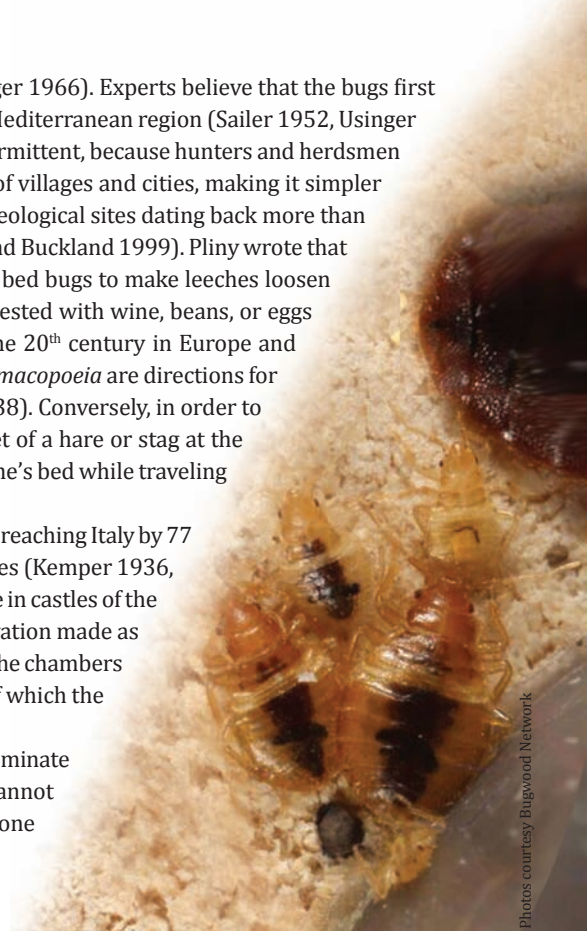 ger 1966). Experts believe that the bugs first
Mediterranean region (Sailer 1952, Usinger
rmittent, because hunters and herdsmen
of villages and cities, making it simpler
eological sites dating back more than
nd Buckland 1999). Pliny wrote that
bed bugs to make leeches loosen
ested with wine, beans, or eggs
he 20th century in Europe and
macopoeia are directions for
38). Conversely, in order to
et of a hare or stag at the
ne's bed while traveling
reaching Italy by 77
es (Kemper 1936,
e in castles of the
ration made as
he chambers
f which the
minate
annot
one
Photos courtesy Bugwood Network